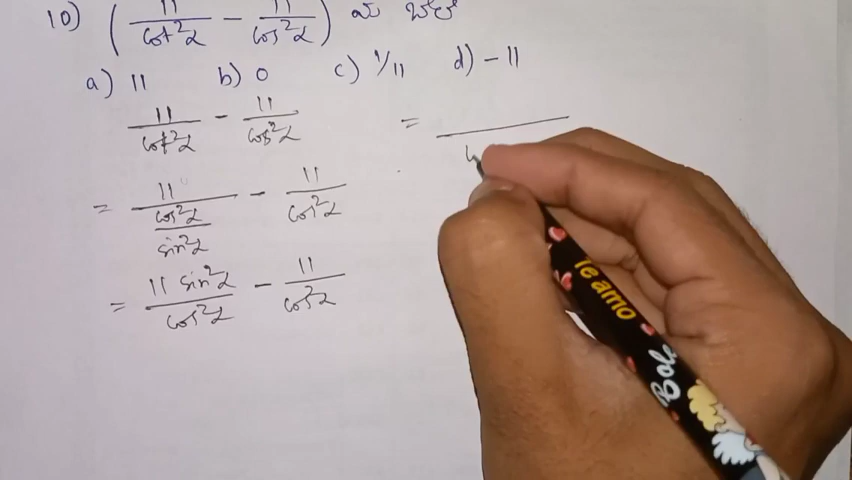 10) ( 11/cot²α - 11/cos²α ) ಯ ಬೆಲೆ
a) 11 b) 0 c) 1/11 d) - 11
11/cot²α - 11/cos²α =
= 11/(cos²α/sin²α) - 11/cos²α
= 11 sin²α/cos²α - 11/cos²α
Te amo